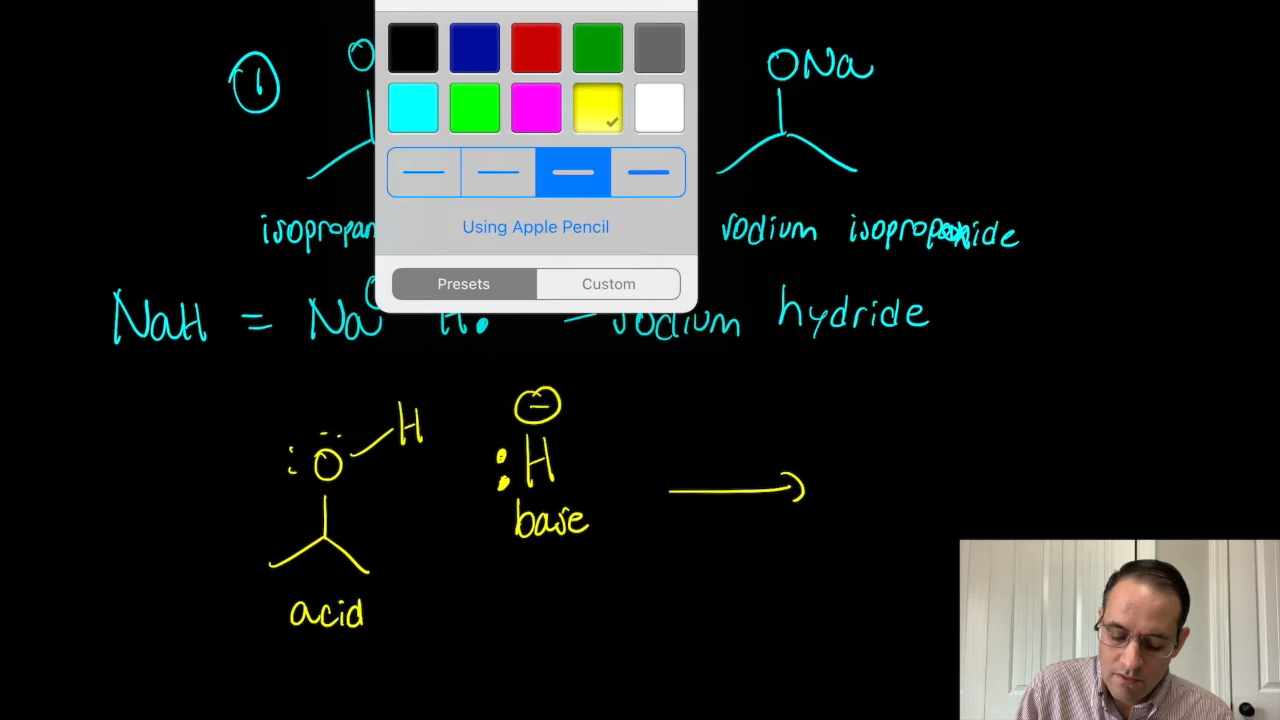 ①
O
ONa
isopropan
sodium isopropoxide
NaH = Na H: – sodium hydride
Using Apple Pencil
Presets Custom
:Ö–H
⊖
:H
base
acid